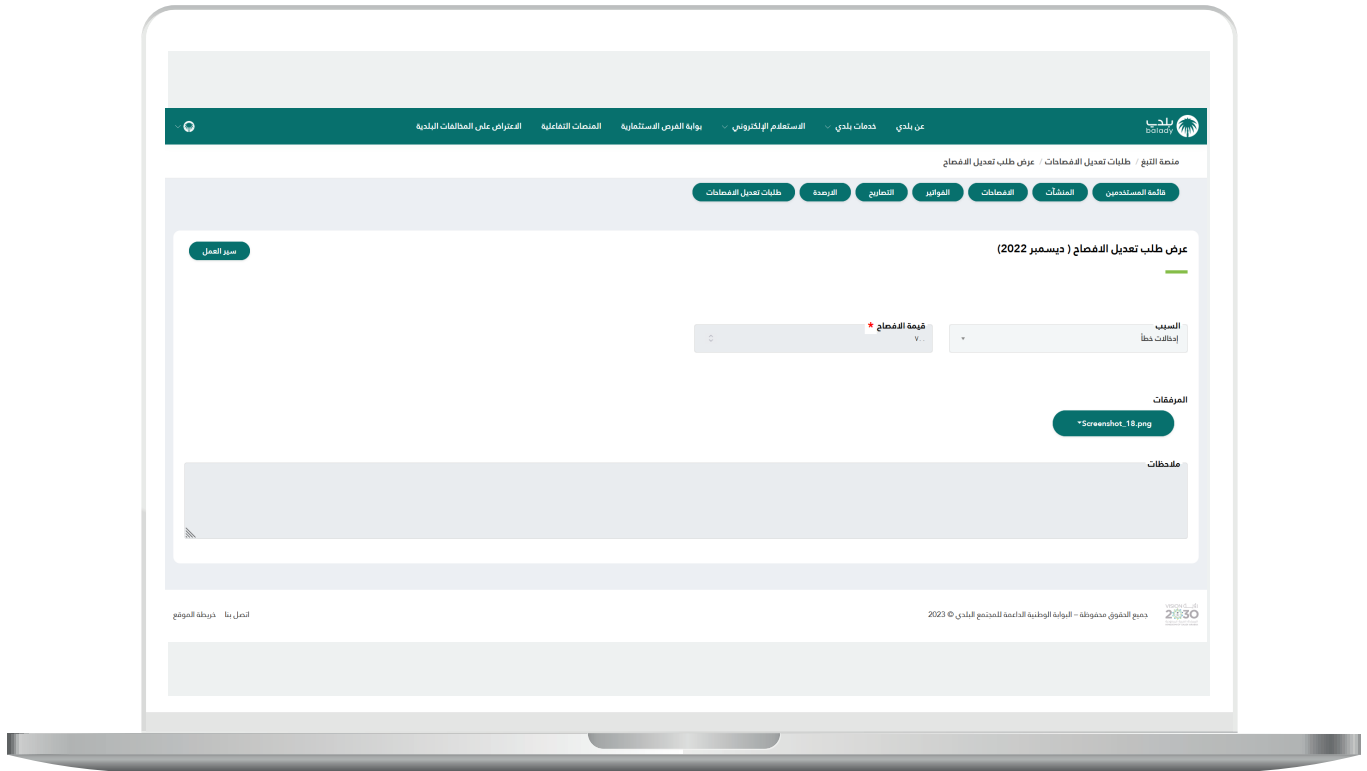 بلدي
balady
عن بلدي
خدمات بلدي
الاستعلام الإلكتروني
بوابة الفرص الاستثمارية
المنصات التفاعلية
الاعتراض على المخالفات البلدية
منصة التبغ / طلبات تعديل الافصاحات / عرض طلب تعديل الافصاح
قائمة المستخدمين
المنشآت
الافصاحات
الفواتير
التصاريح
الارصدة
طلبات تعديل الافصاحات
عرض طلب تعديل الافصاح ( ديسمبر 2022)
سير العمل
السبب
إدخالات خطأ
قيمة الافصاح *
٧٠٠
المرفقات
Screenshot_18.png
ملاحظات
2030
جميع الحقوق محفوظة – البوابة الوطنية الداعمة للمجتمع البلدي © 2023
اتصل بنا
خريطة الموقع